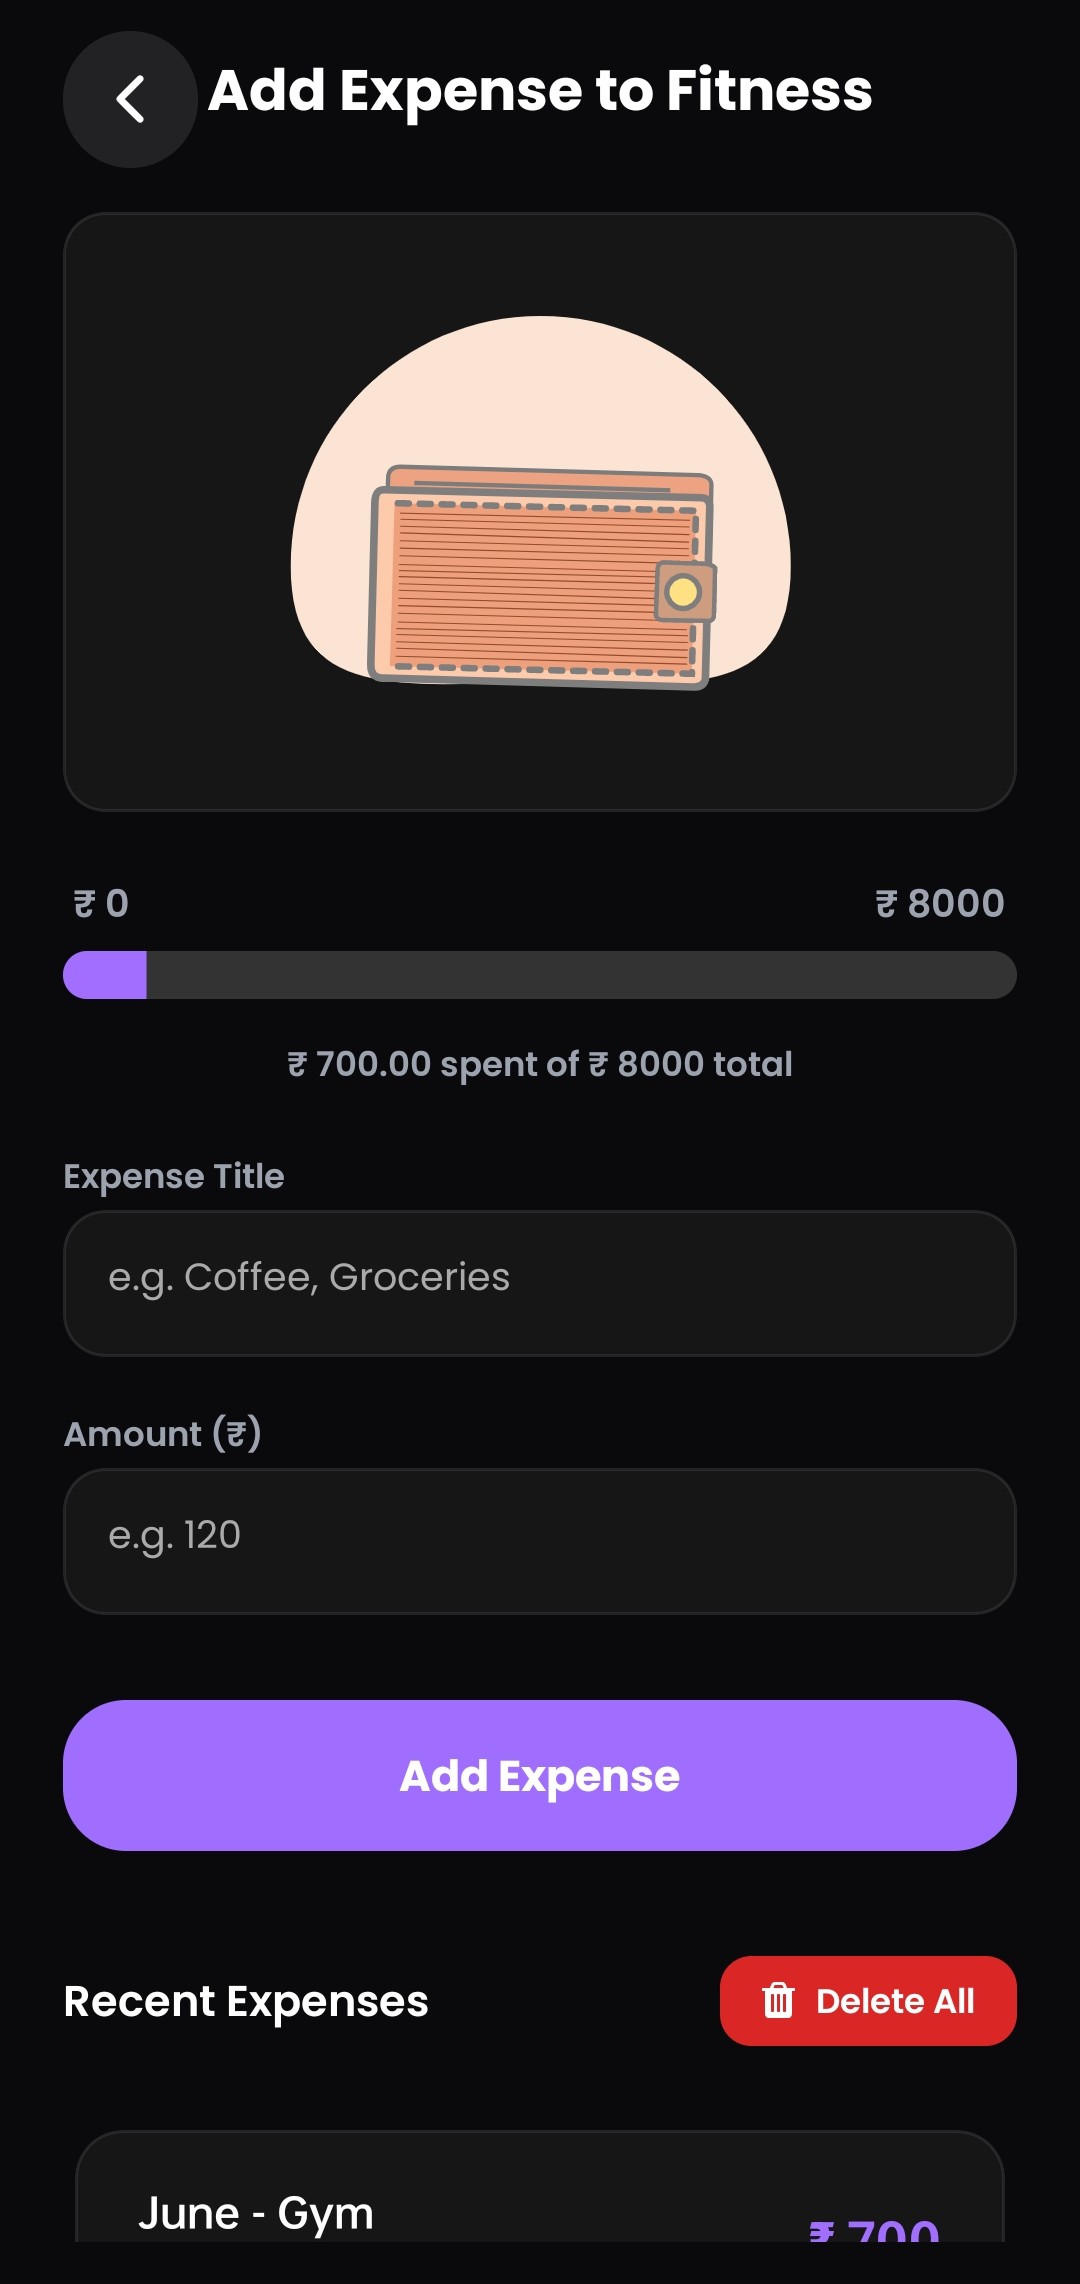 Add Expense to Fitness
₹ 0
₹ 8000
₹ 700.00 spent of ₹ 8000 total
Expense Title
e.g. Coffee, Groceries
Amount (₹)
e.g. 120
Add Expense
Recent Expenses
Delete All
June - Gym
₹ 700